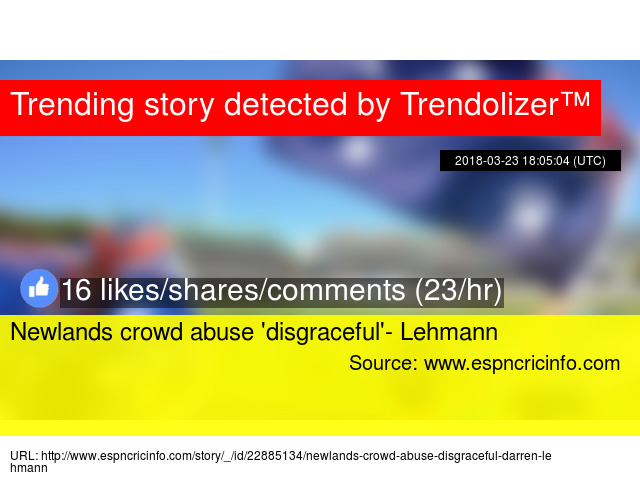 Trending story detected by Trendolizer™
2018-03-23 18:05:04 (UTC)
16 likes/shares/comments (23/hr)
Newlands crowd abuse 'disgraceful'- Lehmann
Source: www.espncricinfo.com
URL: http://www.espncricinfo.com/story/_/id/22885134/newlands-crowd-abuse-disgraceful-darren-le
hmann